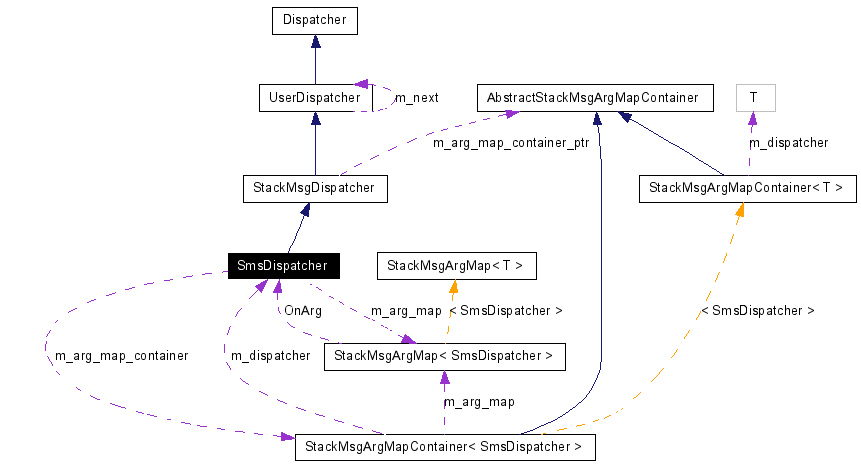 Dispatcher
UserDispatcher
m_next
AbstractStackMsgArgMapContainer
T
m_arg_map_container_ptr
m_dispatcher
StackMsgDispatcher
StackMsgArgMapContainer< T >
SmsDispatcher
StackMsgArgMap< T >
OnArg
m_arg_map
< SmsDispatcher >
< SmsDispatcher >
m_arg_map_container
m_dispatcher
StackMsgArgMap< SmsDispatcher >
m_arg_map
StackMsgArgMapContainer< SmsDispatcher >